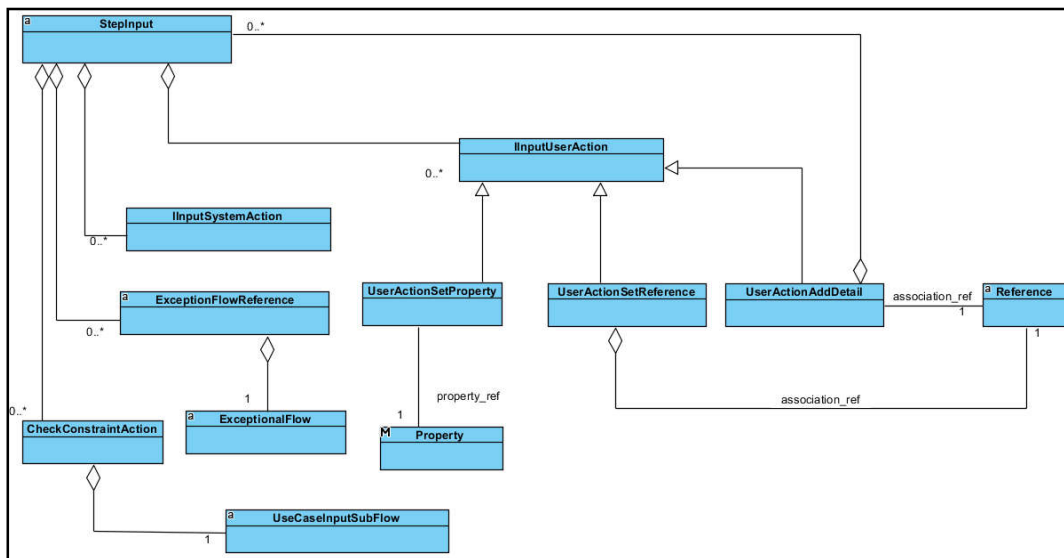 a
StepInput
0..*
IInputUserAction
0..*
IInputSystemAction
0..*
UserActionSetProperty
UserActionSetReference
UserActionAddDetail
association_ref
1
a
Reference
1
a
ExceptionFlowReference
0..*
property_ref
1
association_ref
1
a
ExceptionalFlow
M
Property
0..*
CheckConstraintAction
1
a
UseCaseInputSubFlow